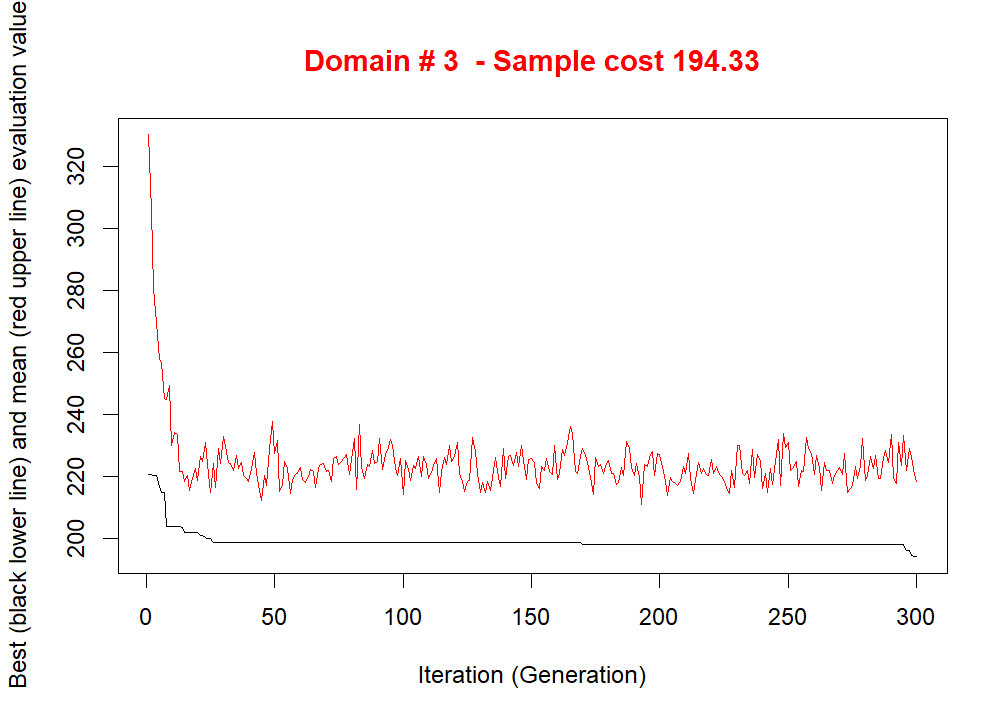 Domain # 3  - Sample cost 194.33
Best (black lower line) and mean (red upper line) evaluation value
320
300
280
260
240
220
200
0 50 100 150 200 250 300
Iteration (Generation)